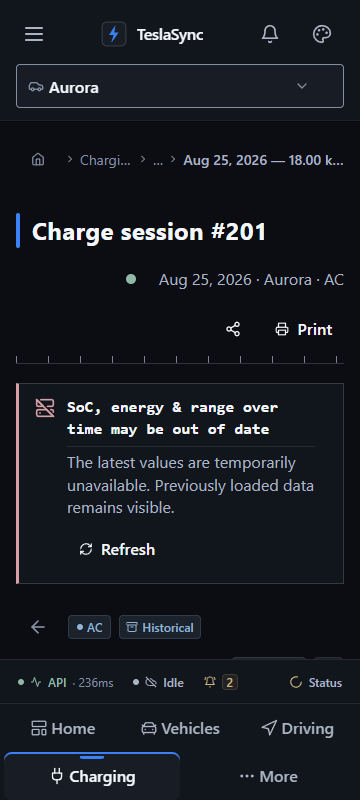 TeslaSync
Aurora
Chargi... > ... > Aug 25, 2026 — 18.00 k...
Charge session #201
Aug 25, 2026 · Aurora · AC
Print
SoC, energy & range over
time may be out of date
The latest values are temporarily
unavailable. Previously loaded data
remains visible.
Refresh
AC Historical
API · 236ms Idle 2 Status
Home Vehicles Driving
Charging More